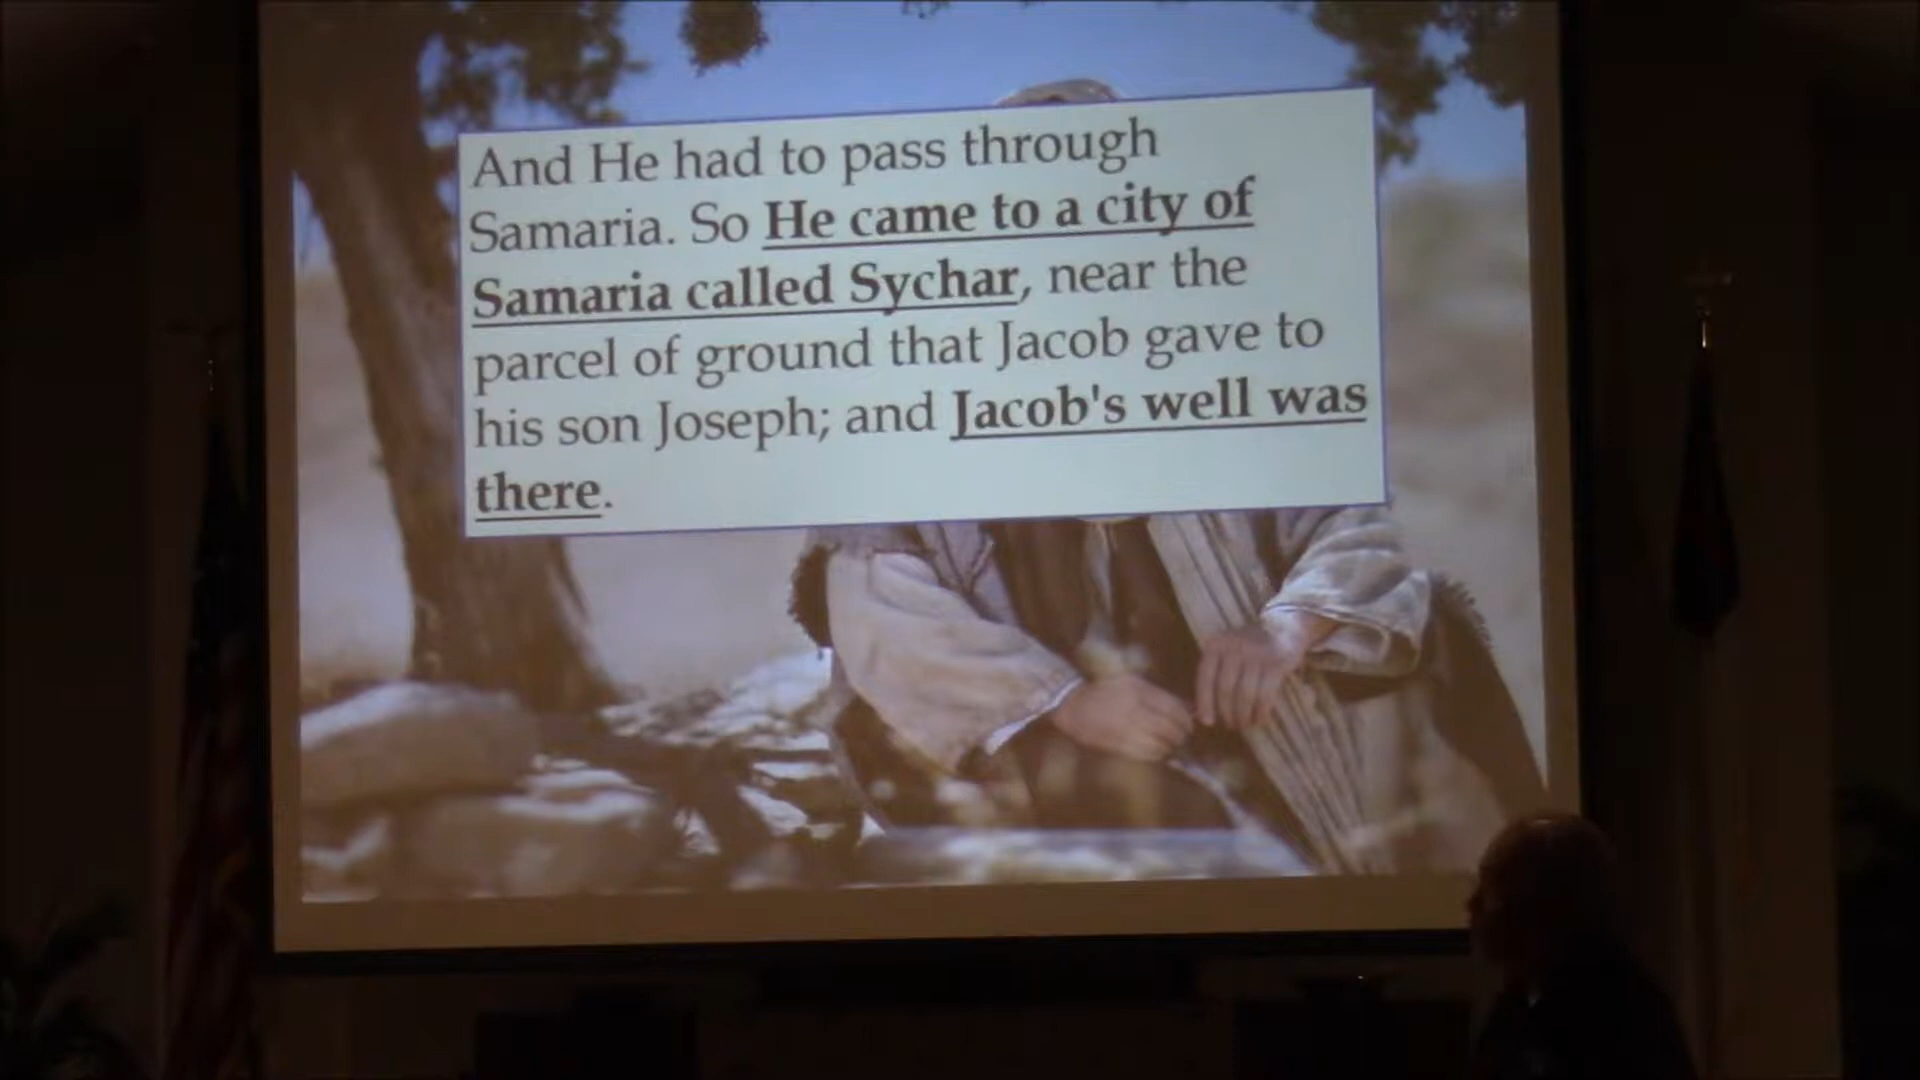 And He had to pass through
Samaria. So He came to a city of
Samaria called Sychar, near the
parcel of ground that Jacob gave to
his son Joseph; and Jacob's well was
there.